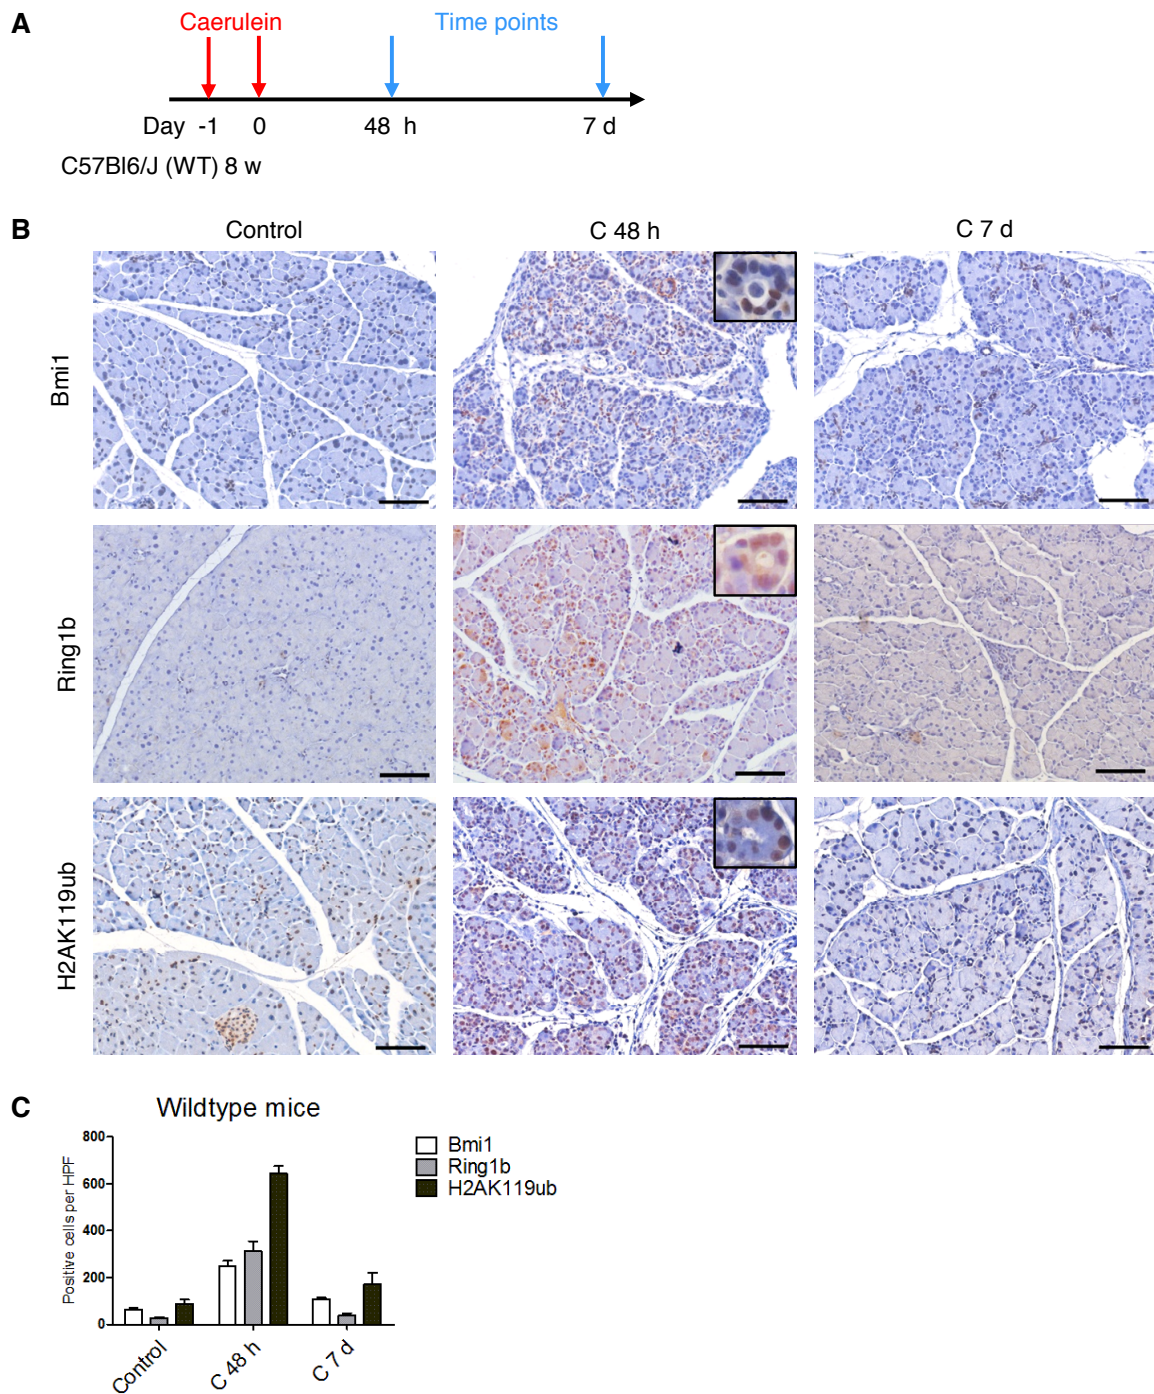 A
Caerulein
Time points
Day -1 0 48 h 7 d
C57Bl6/J (WT) 8 w
B
Control
C 48 h
C 7 d
Bmi1
Ring1b
H2AK119ub
C
Wildtype mice
Positive cells per HPF
800
600
400
200
0
Control
C 48 h
C 7 d
Bmi1
Ring1b
H2AK119ub